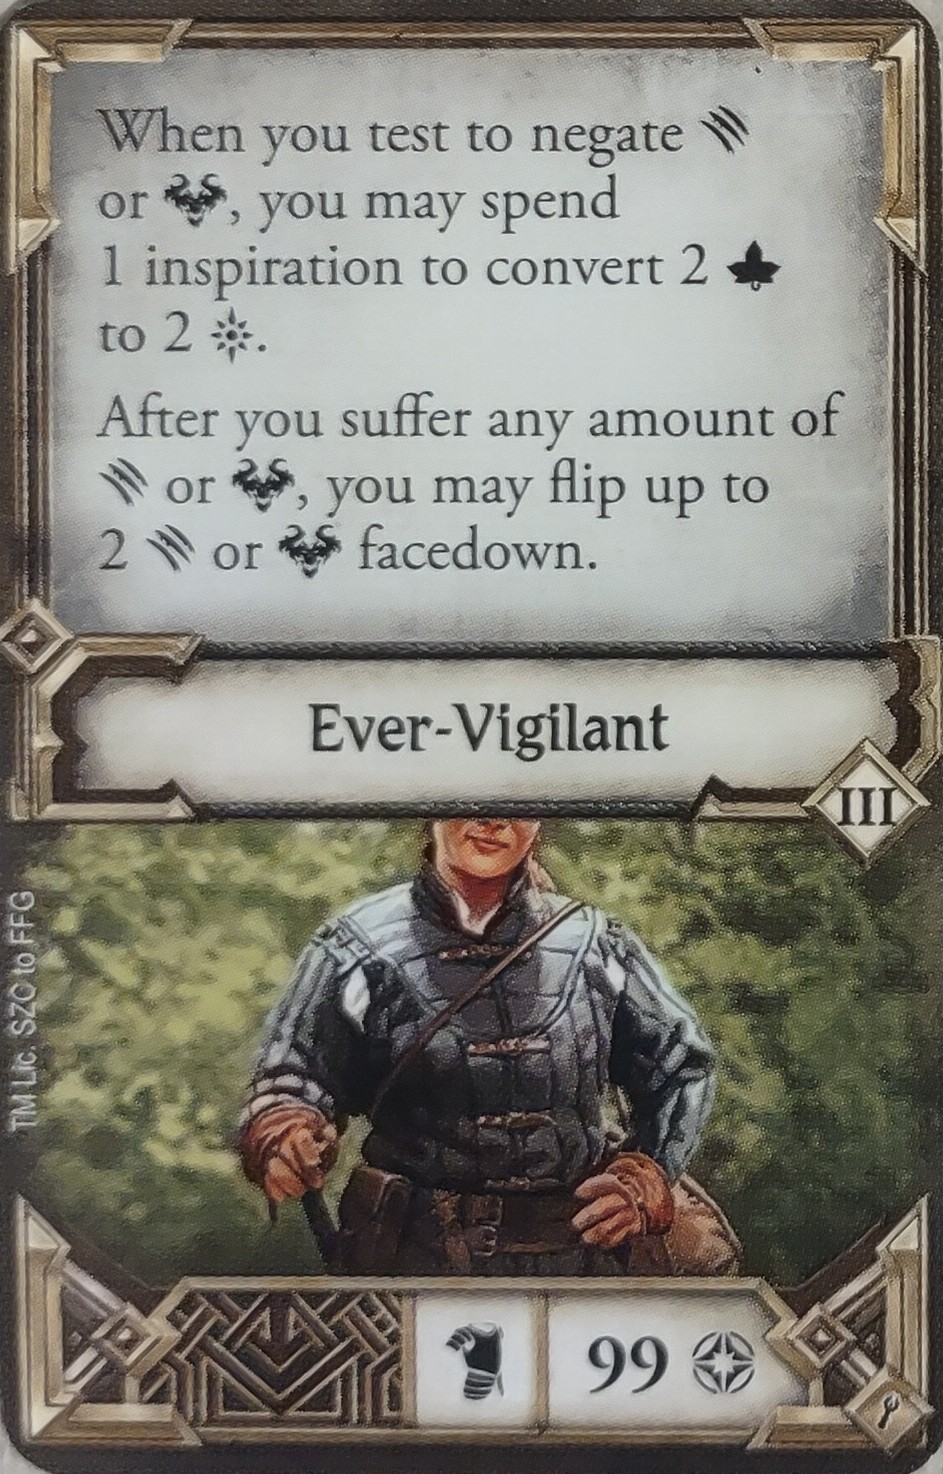 When you test to negate
or , you may spend
1 inspiration to convert 2
to 2 .
After you suffer any amount of
or , you may flip up to
2 or facedown.
Ever-Vigilant
III
TM Lic. SZC to FFG
99